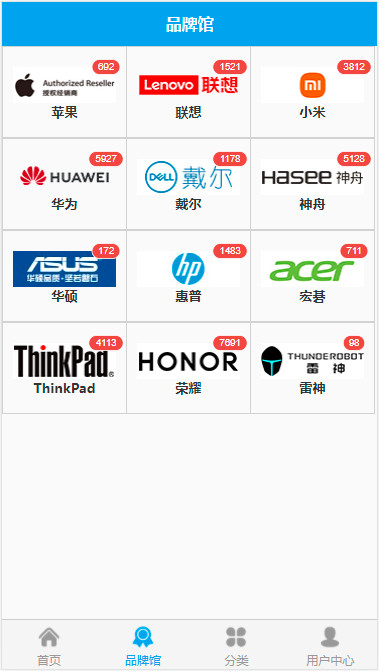 品牌馆
692
Authorized Reseller
授权经销商
苹果
1521
Lenovo 联想
联想
3812
小米
5927
HUAWEI
华为
1178
DELL 戴尔
戴尔
5128
Hasee 神舟
神舟
172
ASUS
华硕品质·坚若磐石
华硕
1483
hp
惠普
711
acer
宏碁
4113
ThinkPad
ThinkPad
7691
HONOR
荣耀
98
THUNDEROBOT
雷神
雷神
首页
品牌馆
分类
用户中心